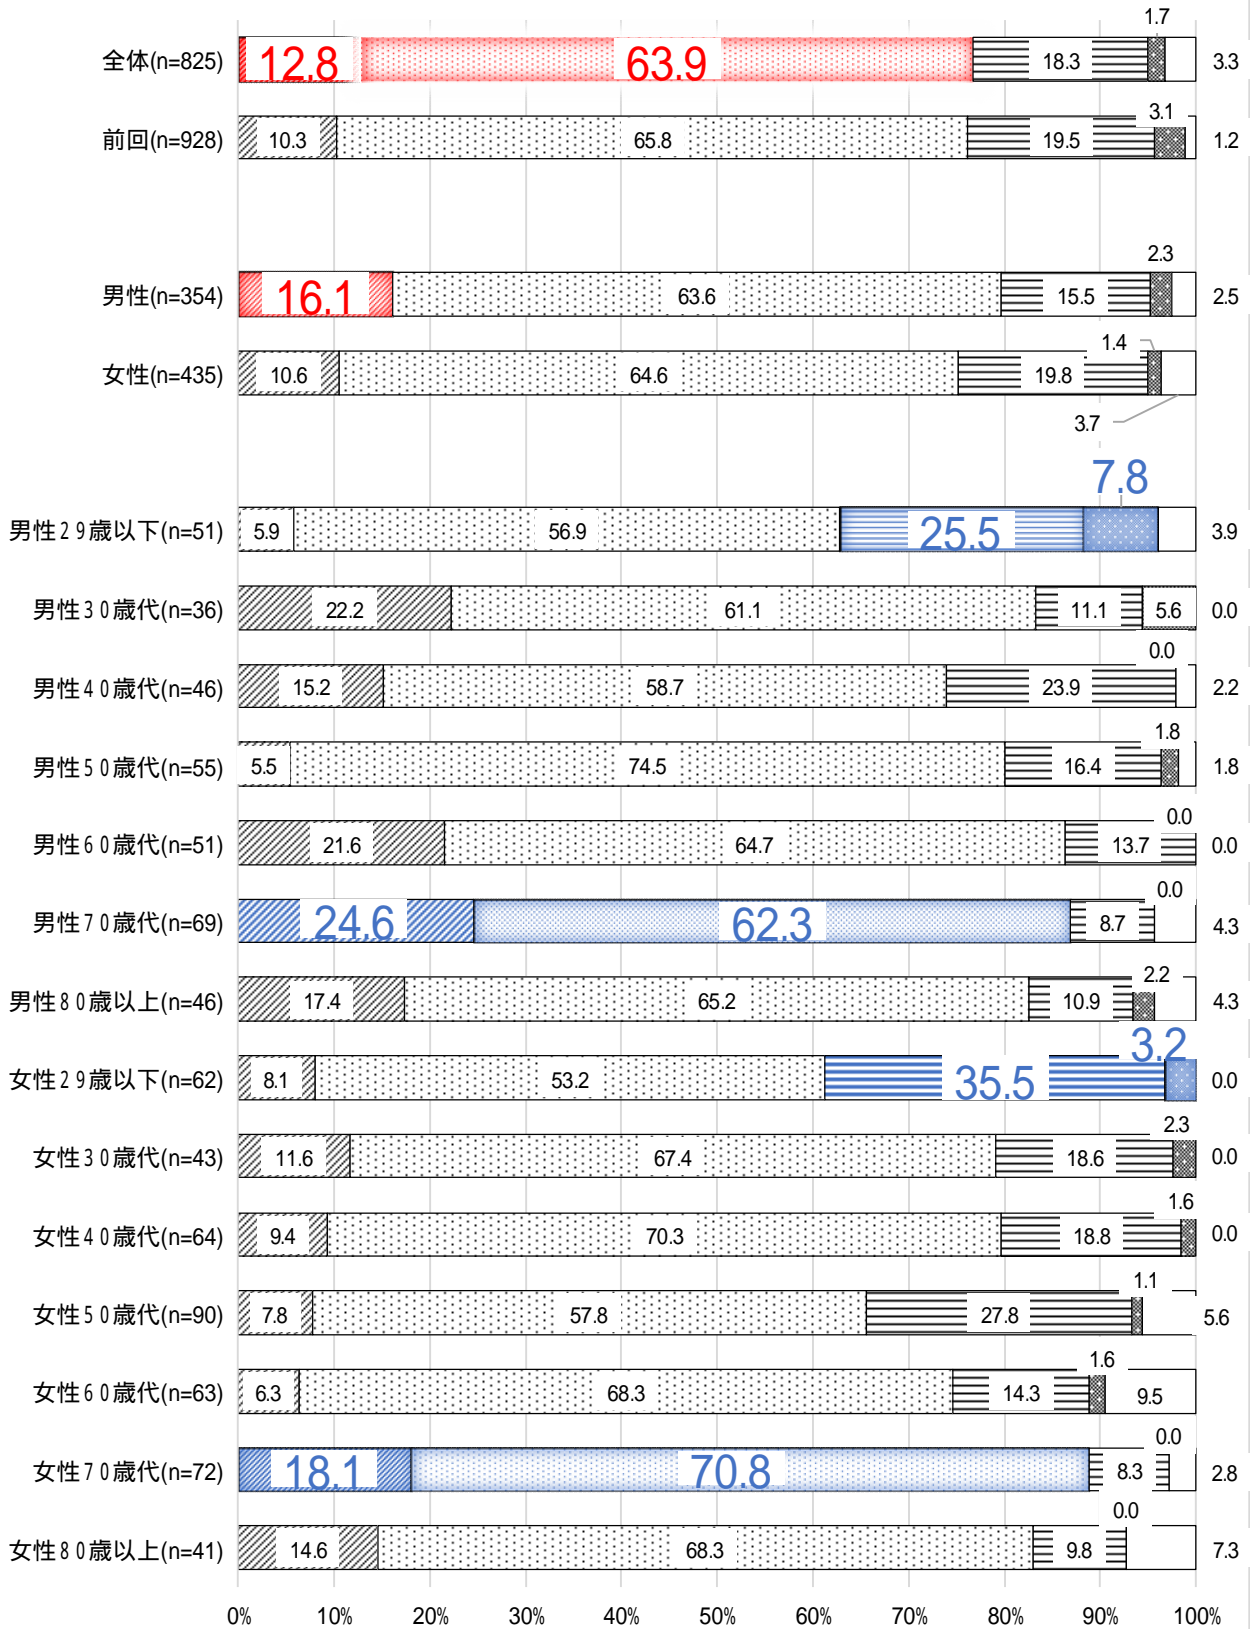 1.7
全体(n=825) 12.8 63.9 18.3 3.3
3.1
前回(n=928) 10.3 65.8 19.5 1.2
2.3
男性(n=354) 16.1 63.6 15.5 2.5
1.4
女性(n=435) 10.6 64.6 19.8
3.7
7.8
男性29歳以下(n=51) 5.9 56.9 25.5 3.9
男性30歳代(n=36) 22.2 61.1 11.1 5.6 0.0
0.0
男性40歳代(n=46) 15.2 58.7 23.9 2.2
1.8
男性50歳代(n=55) 5.5 74.5 16.4 1.8
0.0
男性60歳代(n=51) 21.6 64.7 13.7 0.0
0.0
男性70歳代(n=69) 24.6 62.3 8.7 4.3
2.2
男性80歳以上(n=46) 17.4 65.2 10.9 4.3
3.2
女性29歳以下(n=62) 8.1 53.2 35.5 0.0
2.3
女性30歳代(n=43) 11.6 67.4 18.6 0.0
1.6
女性40歳代(n=64) 9.4 70.3 18.8 0.0
1.1
女性50歳代(n=90) 7.8 57.8 27.8 5.6
1.6
女性60歳代(n=63) 6.3 68.3 14.3 9.5
0.0
女性70歳代(n=72) 18.1 70.8 8.3 2.8
0.0
女性80歳以上(n=41) 14.6 68.3 9.8 7.3
0% 10% 20% 30% 40% 50% 60% 70% 80% 90% 100%